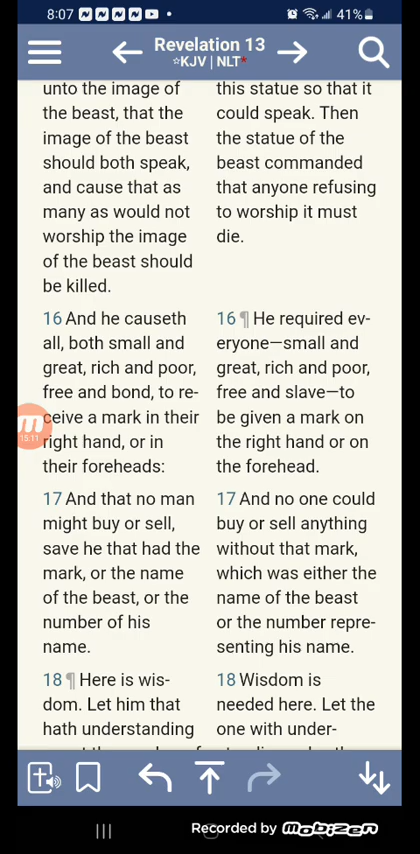 8:07
41%
Revelation 13
☆KJV | NLT*
unto the image of
the beast, that the
image of the beast
should both speak,
and cause that as
many as would not
worship the image
of the beast should
be killed.
16 And he causeth
all, both small and
great, rich and poor,
free and bond, to re-
ceive a mark in their
right hand, or in
their foreheads:
17 And that no man
might buy or sell,
save he that had the
mark, or the name
of the beast, or the
number of his
name.
18 ¶ Here is wis-
dom. Let him that
hath understanding
this statue so that it
could speak. Then
the statue of the
beast commanded
that anyone refusing
to worship it must
die.
16 ¶ He required ev-
eryone—small and
great, rich and poor,
free and slave—to
be given a mark on
the right hand or on
the forehead.
17 And no one could
buy or sell anything
without that mark,
which was either the
name of the beast
or the number repre-
senting his name.
18 Wisdom is
needed here. Let the
one with under-
15:11
Recorded by Mobizen